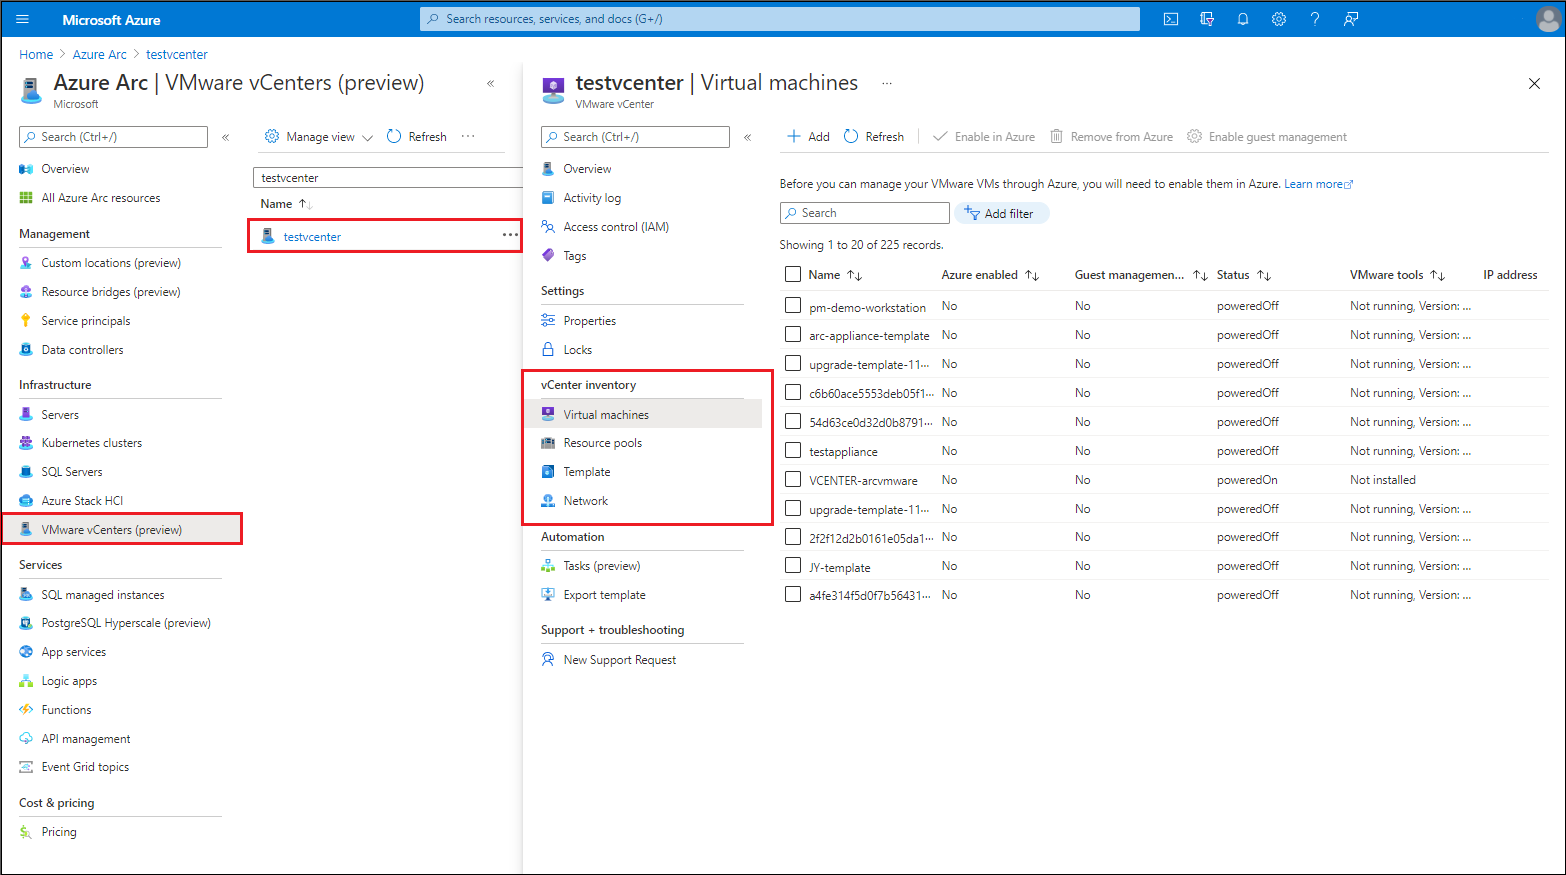 Microsoft Azure
Search resources, services, and docs (G+/)
Home > Azure Arc > testvcenter
Azure Arc | VMware vCenters (preview)
Microsoft
Search (Ctrl+/)
Overview
All Azure Arc resources
Management
Custom locations (preview)
Resource bridges (preview)
Service principals
Data controllers
Infrastructure
Servers
Kubernetes clusters
SQL Servers
Azure Stack HCI
VMware vCenters (preview)
Services
SQL managed instances
PostgreSQL Hyperscale (preview)
App services
Logic apps
Functions
API management
Event Grid topics
Cost & pricing
Pricing
Manage view Refresh ···
testvcenter
Name ↑↓
testvcenter ···
testvcenter | Virtual machines ···
VMware vCenter
Search (Ctrl+/)
Overview
Activity log
Access control (IAM)
Tags
Settings
Properties
Locks
vCenter inventory
Virtual machines
Resource pools
Template
Network
Automation
Tasks (preview)
Export template
Support + troubleshooting
New Support Request
Add Refresh | Enable in Azure Remove from Azure Enable guest management
Before you can manage your VMware VMs through Azure, you will need to enable them in Azure. Learn more
Search Add filter
Showing 1 to 20 of 225 records.
Name ↑↓ Azure enabled ↑↓ Guest managemen... ↑↓ Status ↑↓ VMware tools ↑↓ IP address
pm-demo-workstation No No poweredOff Not running, Version: ...
arc-appliance-template No No poweredOff Not running, Version: ...
upgrade-template-11··· No No poweredOff Not running, Version: ...
c6b60ace5553deb05f1··· No No poweredOff Not running, Version: ...
54d63ce0d32d0b8791··· No No poweredOff Not running, Version: ...
testappliance No No poweredOff Not running, Version: ...
VCENTER-arcvmware No No poweredOn Not installed
upgrade-template-11··· No No poweredOff Not running, Version: ...
2f2f12d2b0161e05da1··· No No poweredOff Not running, Version: ...
JY-template No No poweredOff Not running, Version: ...
a4fe314f5d0f7b56431··· No No poweredOff Not running, Version: ...